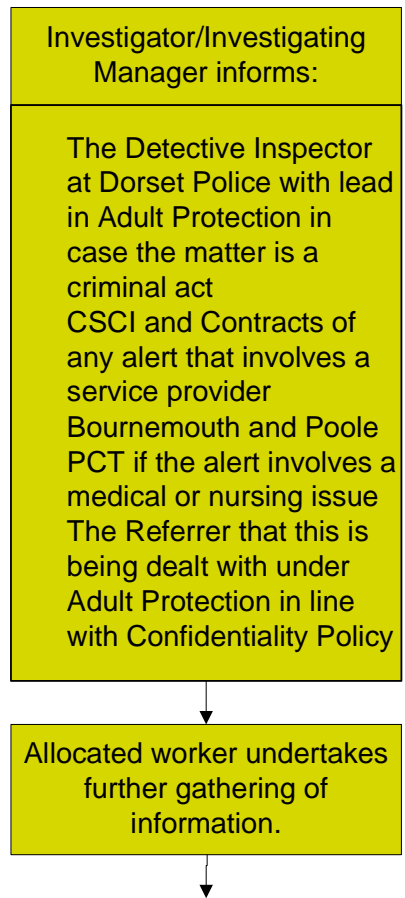 Investigator/Investigating
Manager informs:
The Detective Inspector
at Dorset Police with lead
in Adult Protection in
case the matter is a
criminal act
CSCI and Contracts of
any alert that involves a
service provider
Bournemouth and Poole
PCT if the alert involves a
medical or nursing issue
The Referrer that this is
being dealt with under
Adult Protection in line
with Confidentiality Policy
Allocated worker undertakes
further gathering of
information.